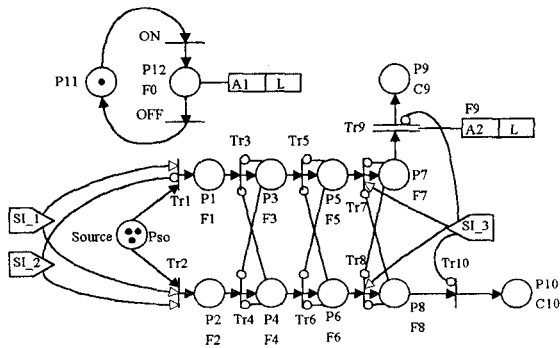 ON
P11
P12
F0
A1 L
OFF
P9
C9
F9
Tr9
A2 L
Tr3
Tr5
Tr1
P1
F1
P3
F3
P5
F5
Tr7
P7
F7
SI_1
SI_2
SI_3
Source
Pso
Tr2
P2
F2
Tr4
P4
F4
Tr6
P6
F6
Tr8
P8
F8
Tr10
P10
C10